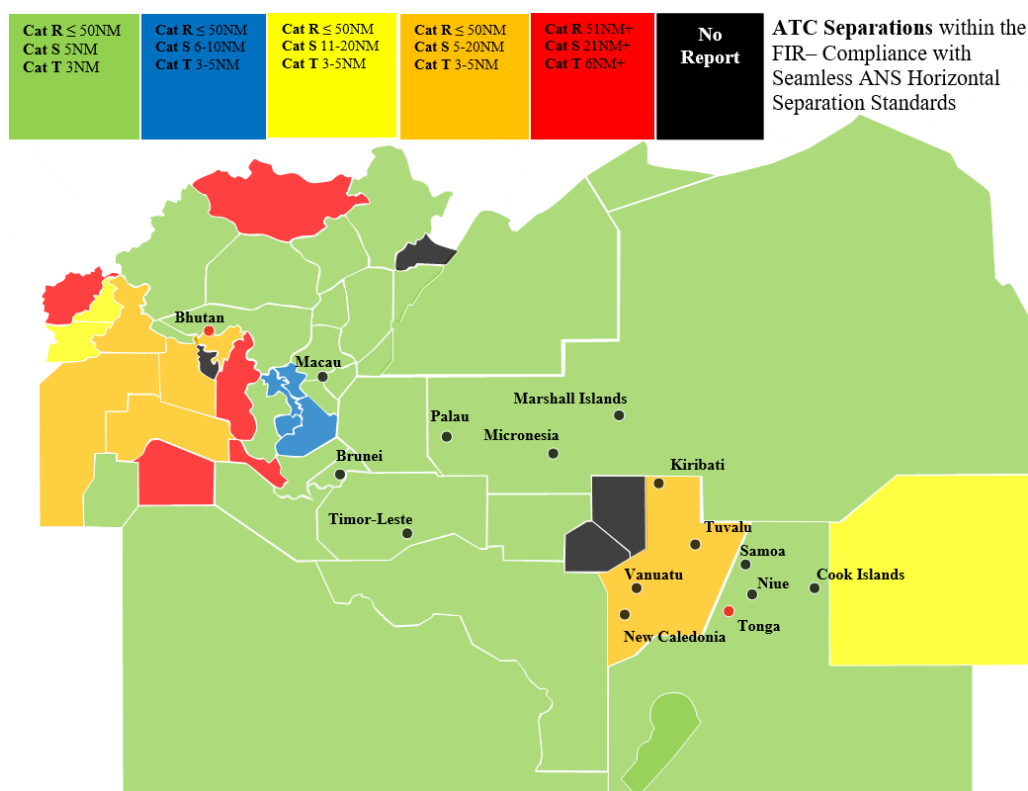 Cat R ≤ 50NM
Cat S 5NM
Cat T 3NM
Cat R ≤ 50NM
Cat S 6-10NM
Cat T 3-5NM
Cat R ≤ 50NM
Cat S 11-20NM
Cat T 3-5NM
Cat R ≤ 50NM
Cat S 5-20NM
Cat T 3-5NM
Cat R 51NM+
Cat S 21NM+
Cat T 6NM+
No
Report
ATC Separations within the
FIR– Compliance with
Seamless ANS Horizontal
Separation Standards
Bhutan
Macau
Marshall Islands
Palau
Micronesia
Brunei
Kiribati
Timor-Leste
Tuvalu
Samoa
Vanuatu
Niue
Cook Islands
Tonga
New Caledonia